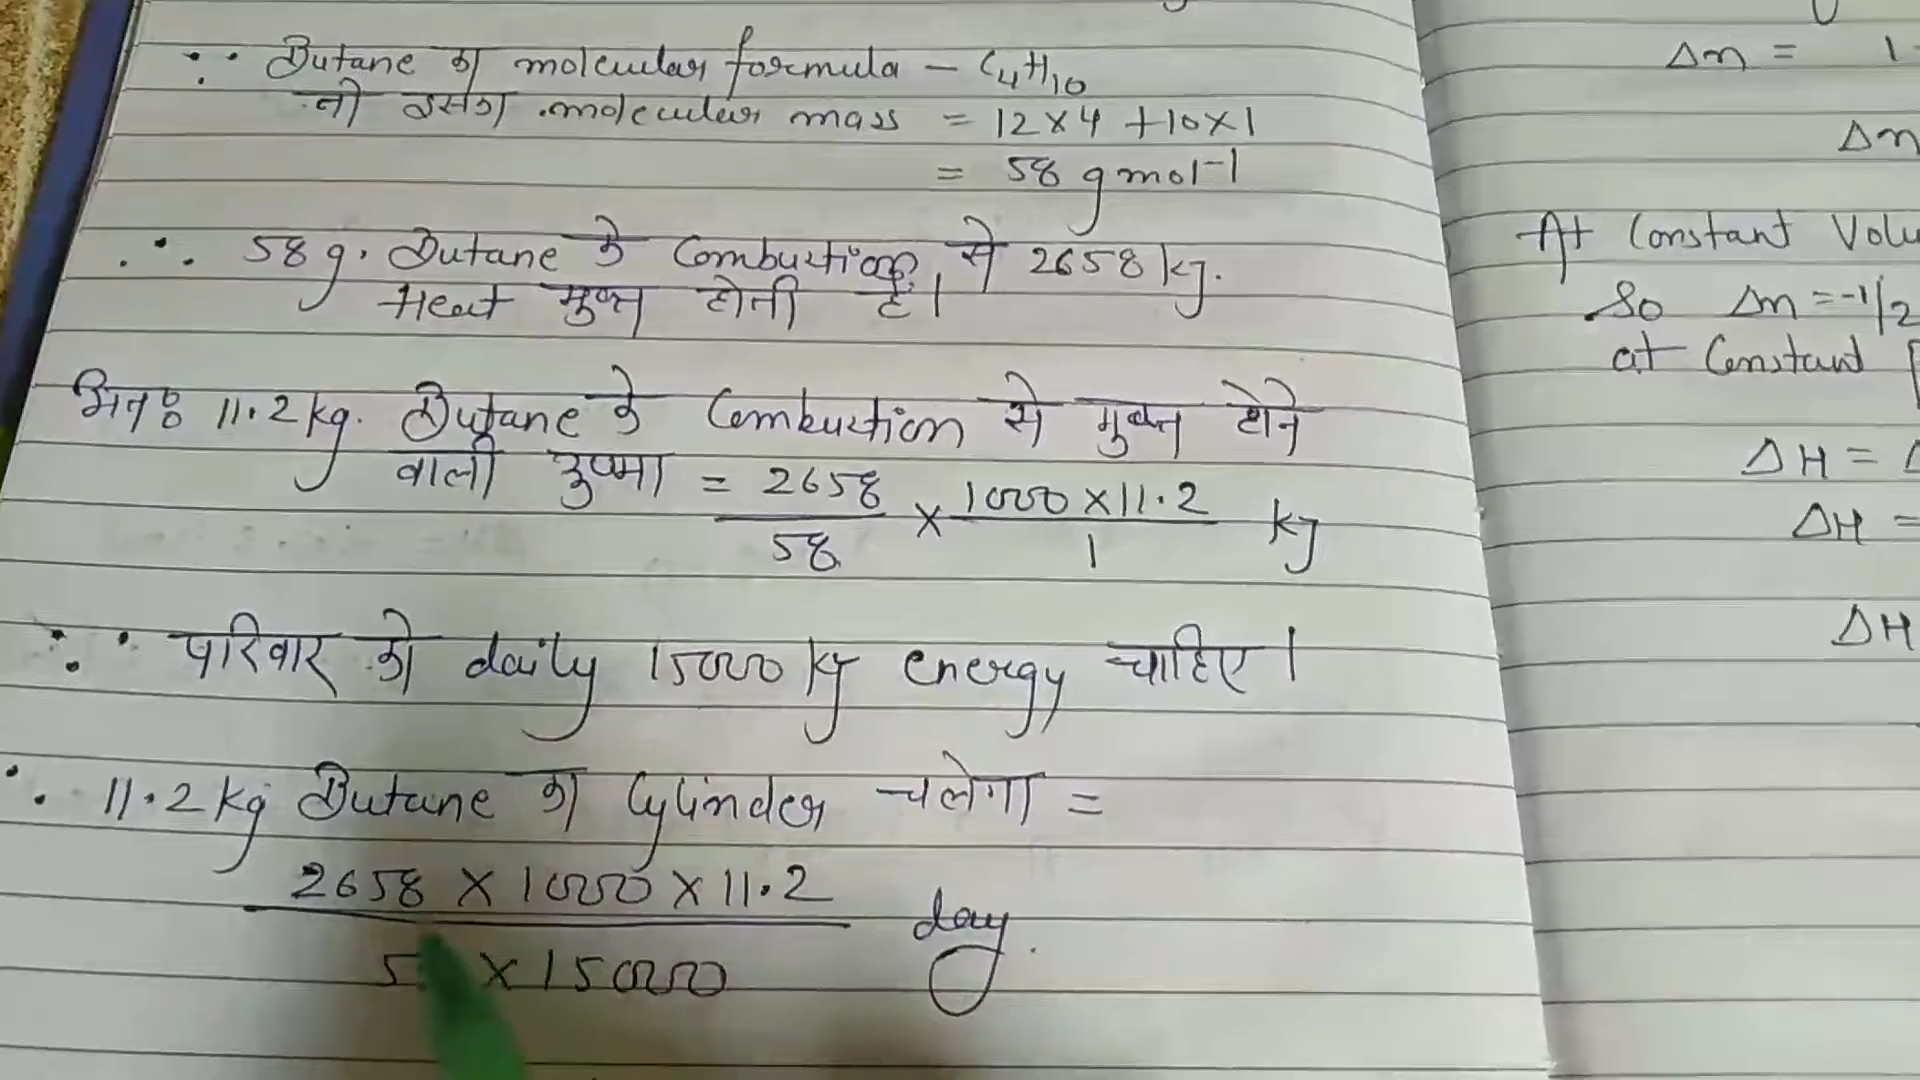 ∵ Butane का molecular formula – C₄H₁₀
तो इसका molecular mass = 12×4 +10×1
= 58 g mol⁻¹
∴ 58 g. Butane के Combustion से 2658 kJ.
Heat मुक्त होती है।
अतः 11.2 kg. Butane के Combustion से मुक्त होने
वाली ऊष्मा = 2658/58 × 1000×11.2/1 kJ
∵ परिवार को daily 15000 kJ energy चाहिए।
∴ 11.2 kg Butane का Cylinder चलेगा =
2658 × 1000 × 11.2
5 × 15000
day.
Δn = 1
Δn
At Constant
So Δn = -1/2
at Constant
ΔH =
ΔH =
ΔH